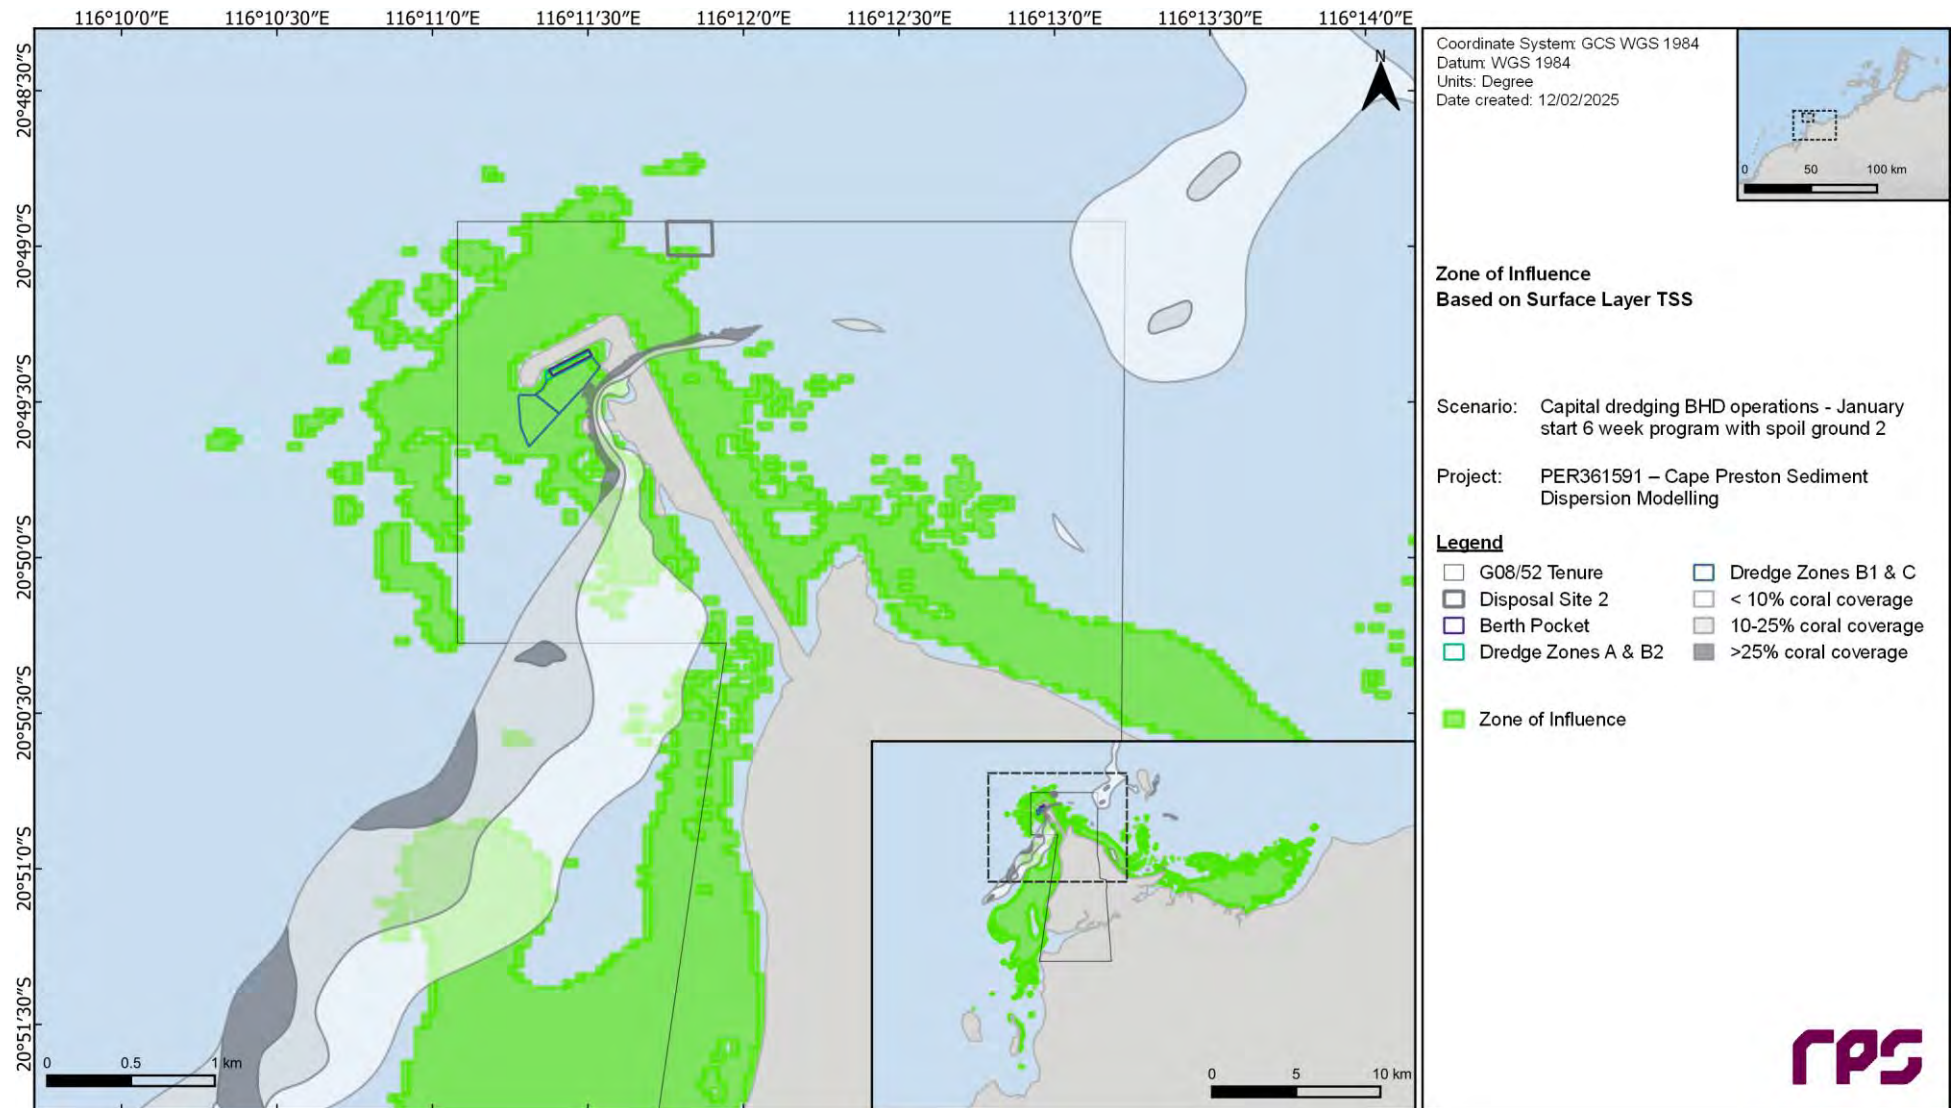 116°10′0″E
116°10′30″E
116°11′0″E
116°11′30″E
116°12′0″E
116°12′30″E
116°13′0″E
116°13′30″E
116°14′0″E
20°48′30″S
20°49′0″S
20°49′30″S
20°50′0″S
20°50′30″S
20°51′0″S
20°51′30″S
N
0 0.5 1 km
0 5 10 km
Coordinate System: GCS WGS 1984
Datum: WGS 1984
Units: Degree
Date created: 12/02/2025
0 50 100 km
Zone of Influence
Based on Surface Layer TSS
Scenario: Capital dredging BHD operations - January
start 6 week program with spoil ground 2
Project: PER361591 – Cape Preston Sediment
Dispersion Modelling
Legend
G08/52 Tenure
Disposal Site 2
Berth Pocket
Dredge Zones A & B2
Dredge Zones B1 & C
< 10% coral coverage
10-25% coral coverage
>25% coral coverage
Zone of Influence
rps